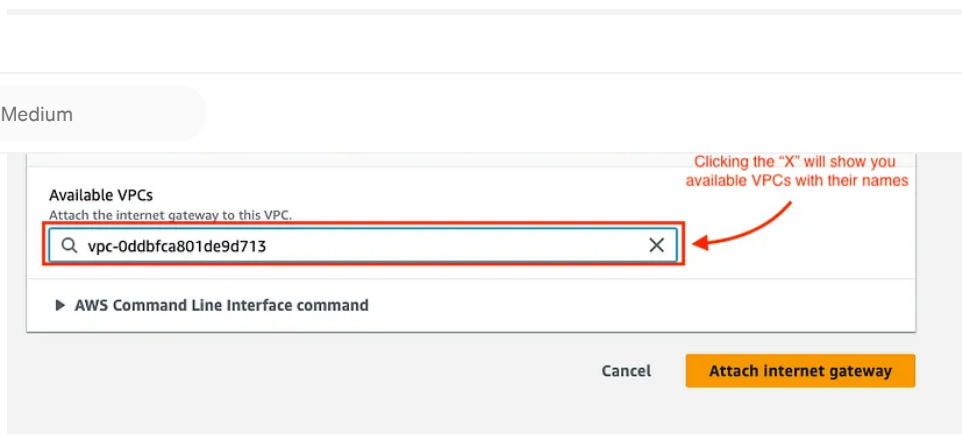 Medium
Clicking the “X” will show you
available VPCs with their names
Available VPCs
Attach the internet gateway to this VPC.
vpc-0ddbfca801de9d713
AWS Command Line Interface command
Cancel
Attach internet gateway